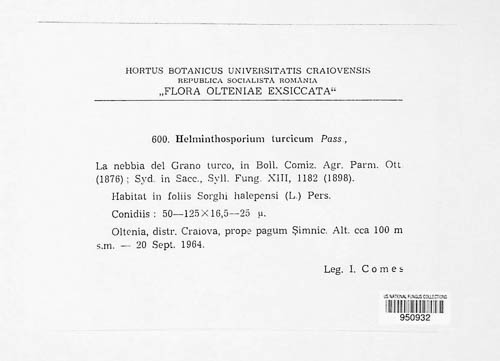 HORTUS BOTANICUS UNIVERSITATIS CRAIOVENSIS
REPUBLICA SOCIALISTĂ ROMÂNIA
„FLORA OLTENIAE EXSICCATA“
600. Helminthosporium turcicum Pass,
La nebbia del Grano turco, in Boll. Comiz. Agr. Parm. Ott.
(1876); Syd. in Sacc., Syll. Fung. XIII, 1182 (1898).
Habitat in foliis Sorghi halepensi (L.) Pers.
Conidiis: 50—125×16,5—25 µ.
Oltenia, distr. Craiova, prope pagum Şimnic. Alt. cca 100 m
s.m. — 20 Sept. 1964.
Leg. I. Comes
US NATIONAL FUNGUS COLLECTIONS
950932